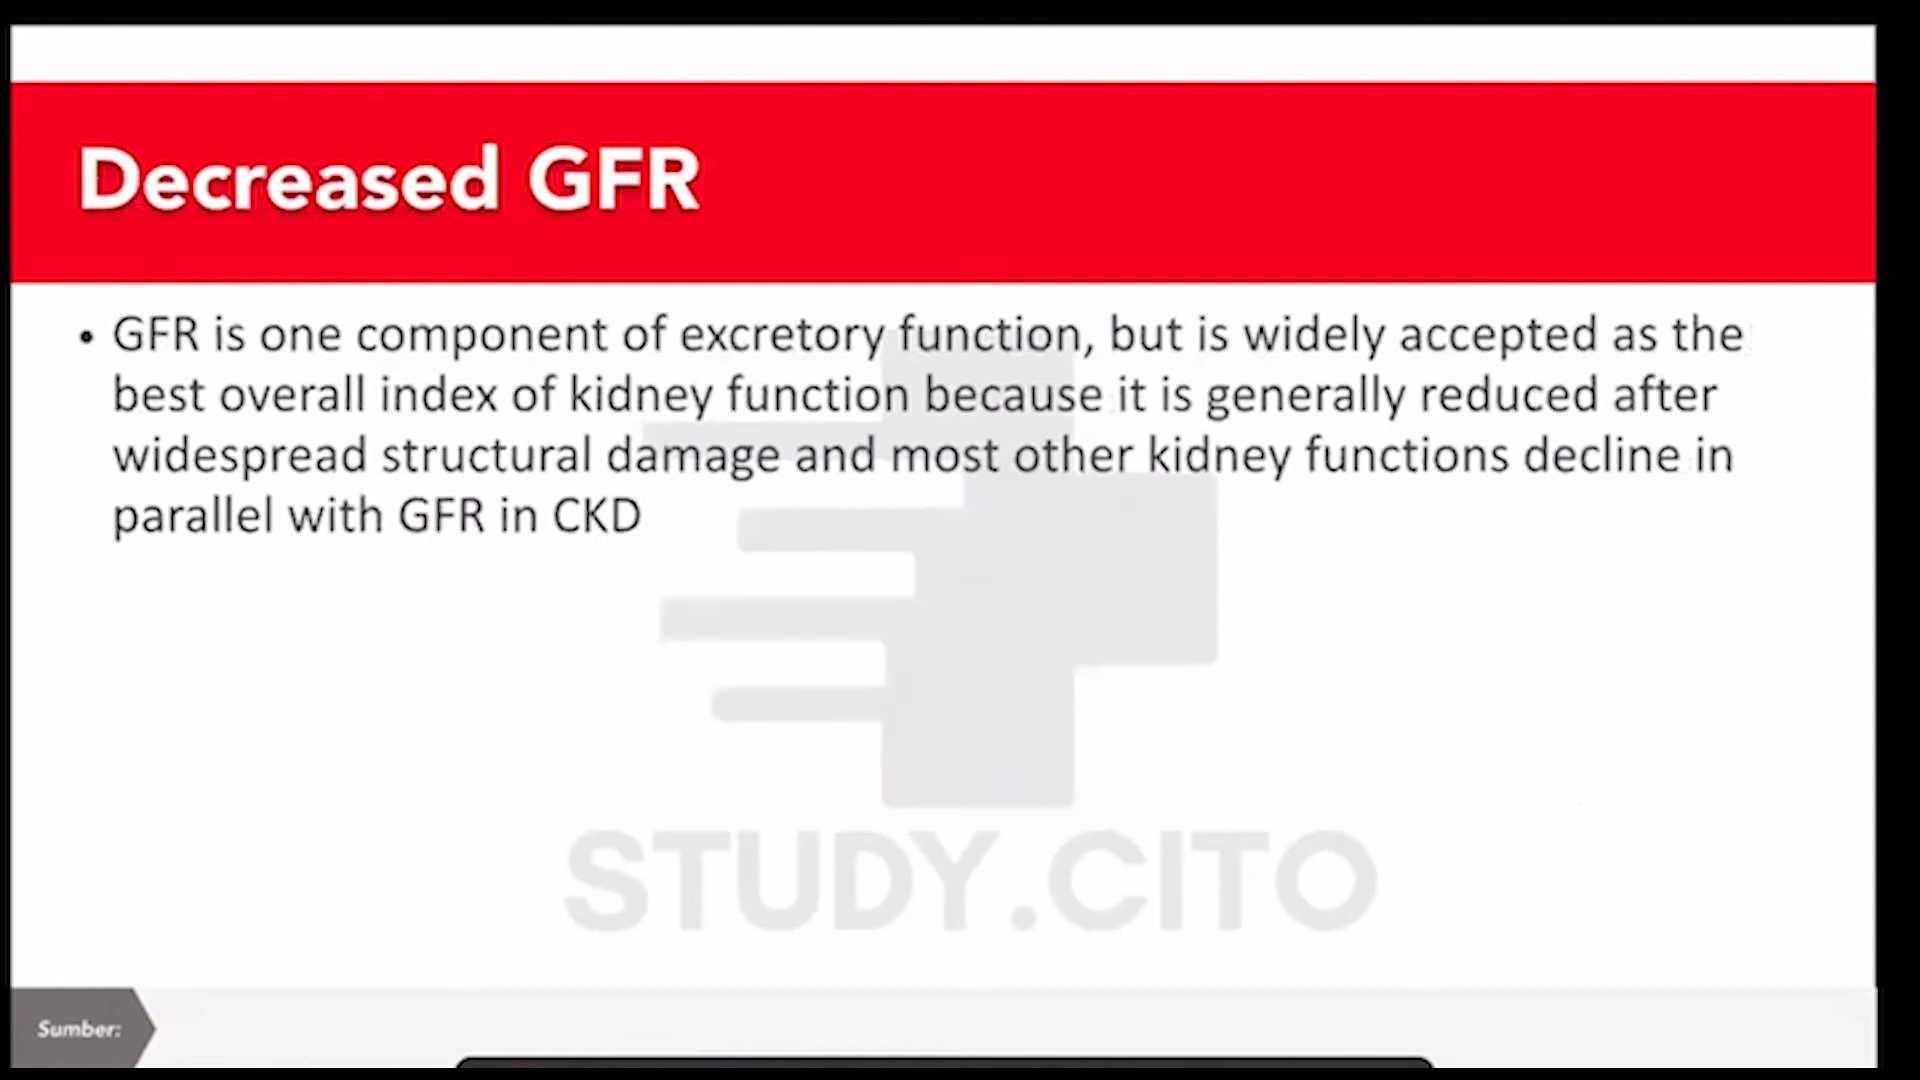 Decreased GFR
• GFR is one component of excretory function, but is widely accepted as the
best overall index of kidney function because it is generally reduced after
widespread structural damage and most other kidney functions decline in
parallel with GFR in CKD
STUDY.CITO
Sumber: